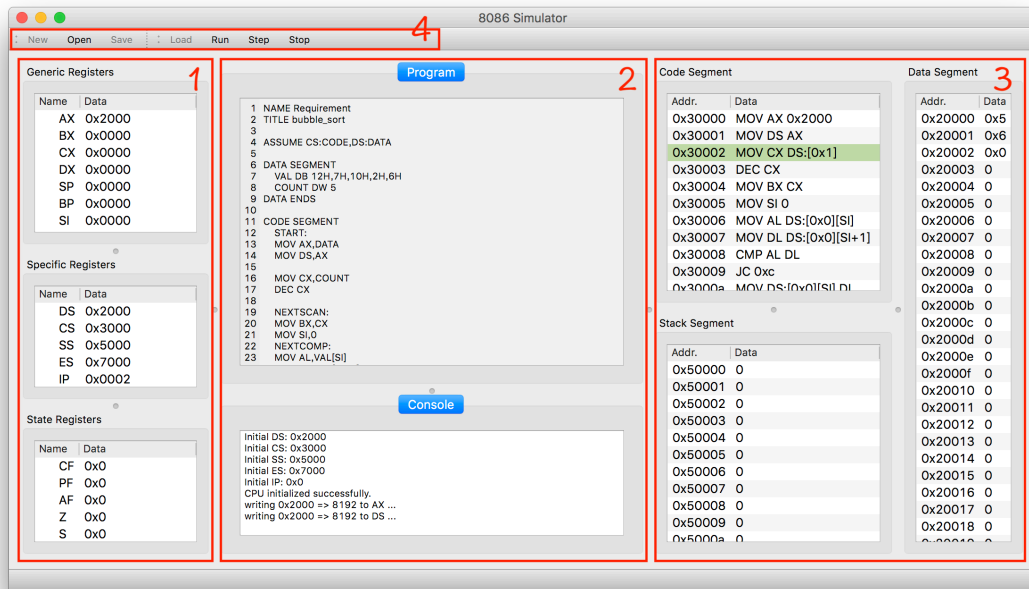 8086 Simulator
New Open Save Load Run Step Stop
4
1
Generic Registers
Name Data
AX 0x2000
BX 0x0000
CX 0x0000
DX 0x0000
SP 0x0000
BP 0x0000
SI 0x0000
Specific Registers
Name Data
DS 0x2000
CS 0x3000
SS 0x5000
ES 0x7000
IP 0x0002
State Registers
Name Data
CF 0x0
PF 0x0
AF 0x0
Z 0x0
S 0x0
2
Program
1 NAME Requirement
2 TITLE bubble_sort
3
4 ASSUME CS:CODE,DS:DATA
5
6 DATA SEGMENT
7 VAL DB 12H,7H,10H,2H,6H
8 COUNT DW 5
9 DATA ENDS
10
11 CODE SEGMENT
12 START:
13 MOV AX,DATA
14 MOV DS,AX
15
16 MOV CX,COUNT
17 DEC CX
18
19 NEXTSCAN:
20 MOV BX,CX
21 MOV SI,0
22 NEXTCOMP:
23 MOV AL,VAL[SI]
Console
Initial DS: 0x2000
Initial CS: 0x3000
Initial SS: 0x5000
Initial ES: 0x7000
Initial IP: 0x0
CPU initialized successfully.
writing 0x2000 => 8192 to AX ...
writing 0x2000 => 8192 to DS ...
3
Code Segment
Addr. Data
0x30000 MOV AX 0x2000
0x30001 MOV DS AX
0x30002 MOV CX DS:[0x1]
0x30003 DEC CX
0x30004 MOV BX CX
0x30005 MOV SI 0
0x30006 MOV AL DS:[0x0][SI]
0x30007 MOV DL DS:[0x0][SI+1]
0x30008 CMP AL DL
0x30009 JC 0xc
0x3000a MOV DS:[0x0][SI] DL
Stack Segment
Addr. Data
0x50000 0
0x50001 0
0x50002 0
0x50003 0
0x50004 0
0x50005 0
0x50006 0
0x50007 0
0x50008 0
0x50009 0
0x5000a 0
Data Segment
Addr. Data
0x20000 0x5
0x20001 0x6
0x20002 0x0
0x20003 0
0x20004 0
0x20005 0
0x20006 0
0x20007 0
0x20008 0
0x20009 0
0x2000a 0
0x2000b 0
0x2000c 0
0x2000d 0
0x2000e 0
0x2000f 0
0x20010 0
0x20011 0
0x20012 0
0x20013 0
0x20014 0
0x20015 0
0x20016 0
0x20017 0
0x20018 0